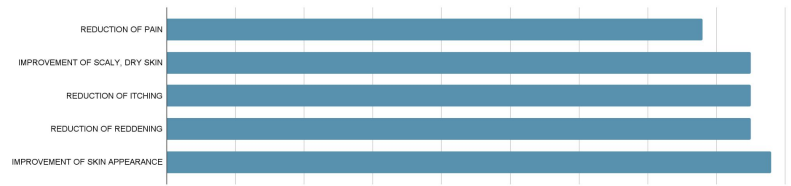 REDUCTION OF PAIN
IMPROVEMENT OF SCALY, DRY SKIN
REDUCTION OF ITCHING
REDUCTION OF REDDENING
IMPROVEMENT OF SKIN APPEARANCE